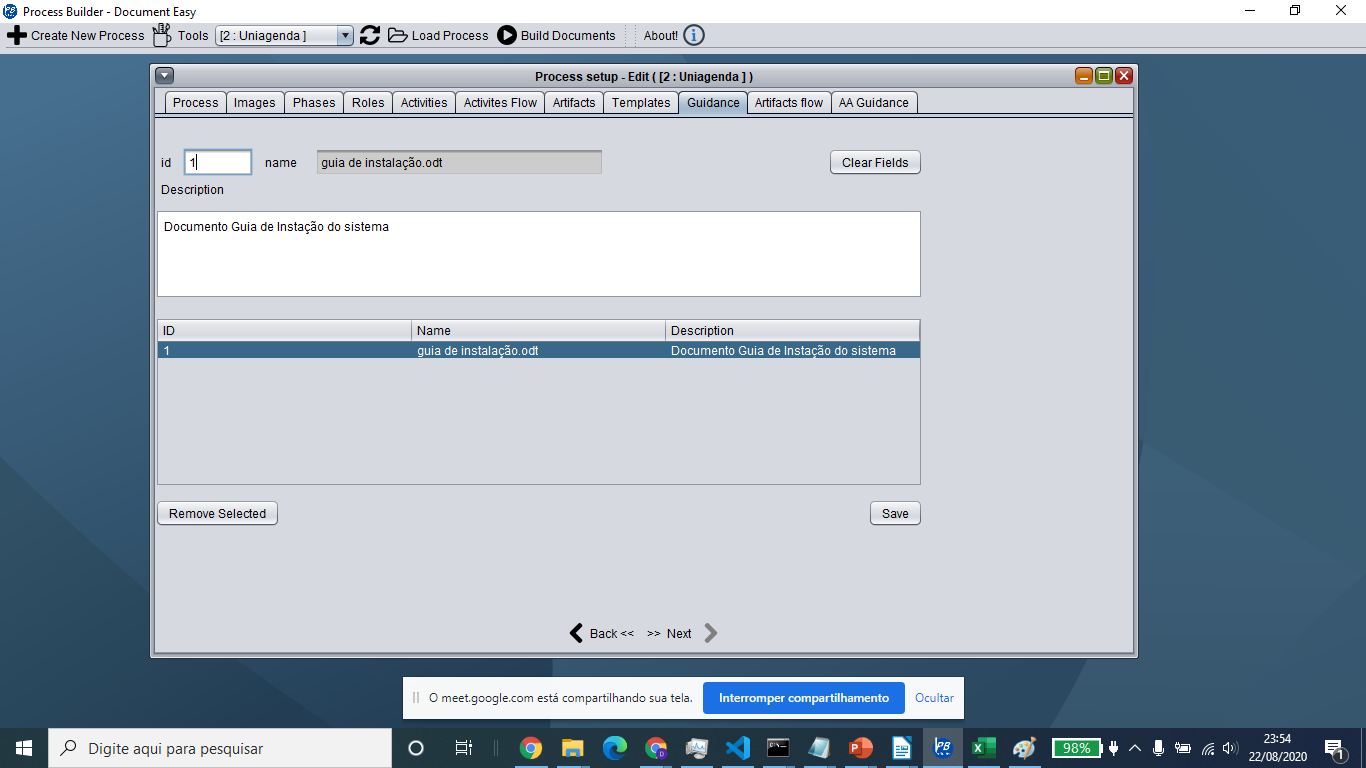 Process Builder - Document Easy
Create New Process Tools [2 : Uniagenda ] Load Process Build Documents About! i
Process setup - Edit ( [2 : Uniagenda ] )
Process Images Phases Roles Activities Activites Flow Artifacts Templates Guidance Artifacts flow AA Guidance
id 1 name guia de instalação.odt Clear Fields
Description
Documento Guia de Instação do sistema
ID Name Description
1 guia de instalação.odt Documento Guia de Instação do sistema
Remove Selected Save
Back << >> Next
O meet.google.com está compartilhando sua tela. Interromper compartilhamento Ocultar
Digite aqui para pesquisar 98% 23:54
22/08/2020